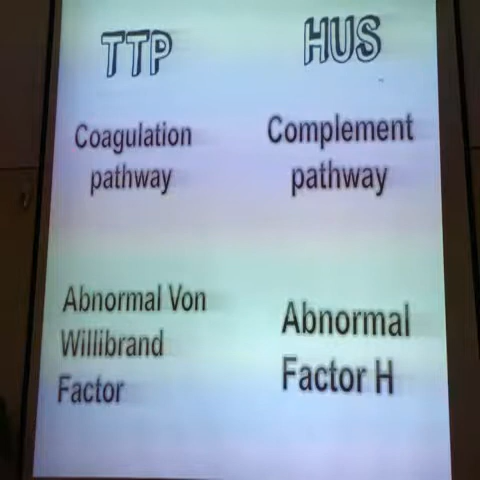 TTP
HUS
Coagulation
pathway
Complement
pathway
Abnormal Von
Willibrand
Factor
Abnormal
Factor H